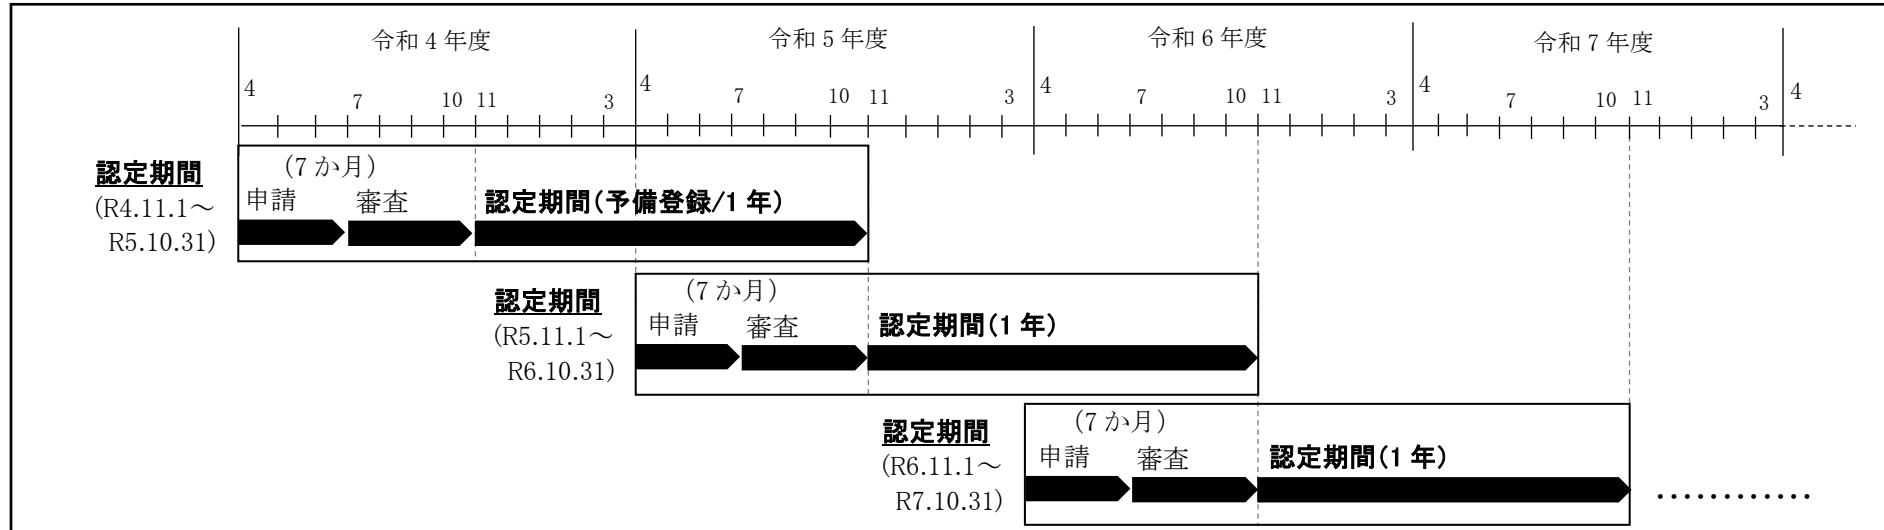 令和 4 年度 令和 5 年度 令和 6 年度 令和 7 年度
4 7 10 11 3 4 7 10 11 3 4 7 10 11 3 4 7 10 11 3 4
認定期間
(R4.11.1～
R5.10.31)
(7 か月)
申請 審査 認定期間(予備登録/1 年)
認定期間
(R5.11.1～
R6.10.31)
(7 か月)
申請 審査 認定期間(1 年)
認定期間
(R6.11.1～
R7.10.31)
(7 か月)
申請 審査 認定期間(1 年)
…………